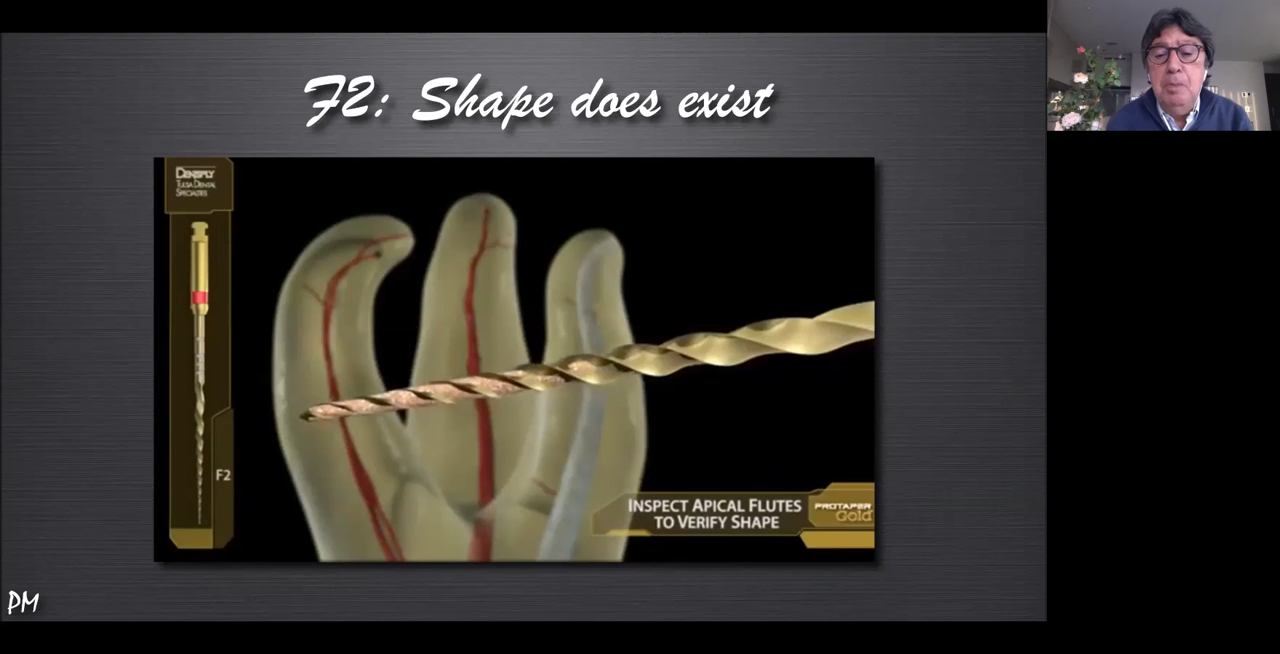 F2: Shape does exist
DENTSPLY
TULSA DENTAL
SPECIALTIES
F2
INSPECT APICAL FLUTES
TO VERIFY SHAPE
PROTAPER
Gold
PM